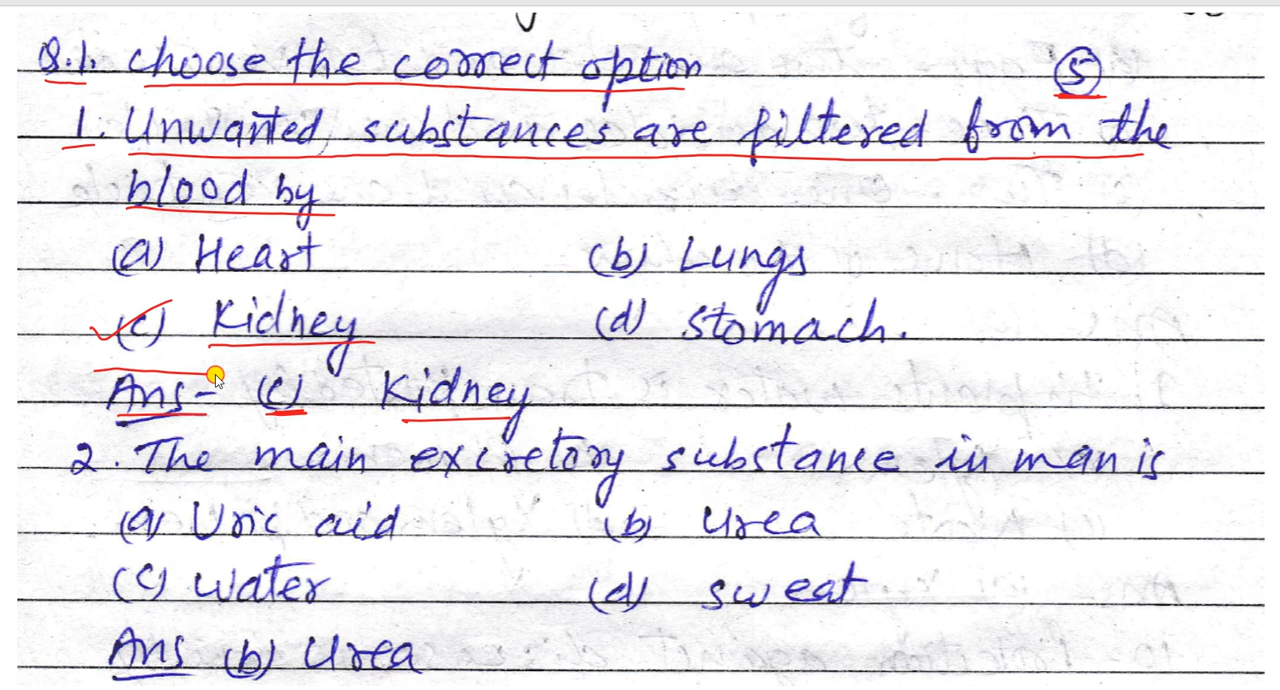 Q.1. Choose the correct option (5)
1. Unwanted, substances are filtered from the
blood by
(a) Heart (b) Lungs
(c) Kidney (d) Stomach.
Ans- (c) Kidney
2. The main excretory substance in man is
(a) Uric aid (b) Urea
(c) Water (d) sweat
Ans (b) Urea